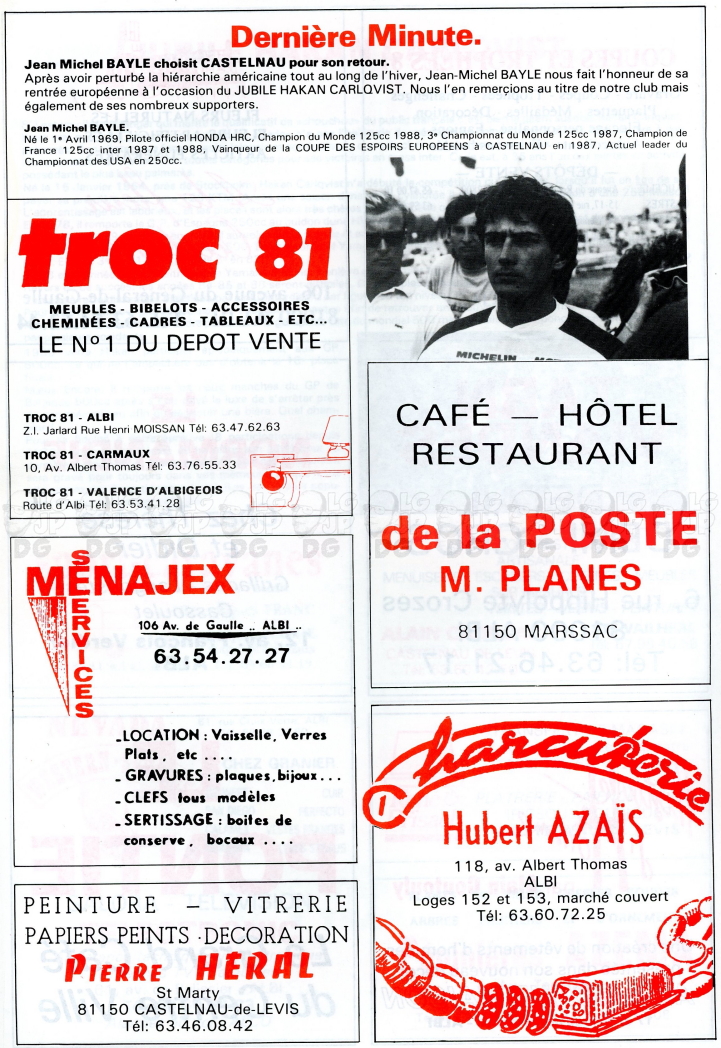 Dernière Minute.
Jean Michel BAYLE choisit CASTELNAU pour son retour.
Après avoir perturbé la hiérarchie américaine tout au long de l'hiver, Jean-Michel BAYLE nous fait l'honneur de sa
rentrée européenne à l'occasion du JUBILE HAKAN CARLQVIST. Nous l'en remerçions au titre de notre club mais
également de ses nombreux supporters.
Jean Michel BAYLE.
Né le 1e Avril 1969, Pilote officiel HONDA HRC, Champion du Monde 125cc 1988, 3e Championnat du Monde 125cc 1987, Champion de
France 125cc inter 1987 et 1988, Vainqueur de la COUPE DES ESPOIRS EUROPEENS à CASTELNAU en 1987, Actuel leader du
Championnat des USA en 250cc.
troc 81
MEUBLES - BIBELOTS - ACCESSOIRES
CHEMINÉES - CADRES - TABLEAUX - ETC...
LE N° 1 DU DEPOT VENTE
TROC 81 - ALBI
Z.I. Jarlard Rue Henri MOISSAN Tél: 63.47.62.63
TROC 81 - CARMAUX
10, Av. Albert Thomas Tél: 63.76.55.33
TROC 81 - VALENCE D'ALBIGEOIS
Route d'Albi Tél: 63.53.41.28
MICHELIN
CAFÉ — HÔTEL
RESTAURANT
de la POSTE
M. PLANES
81150 MARSSAC
MENAJEX
SERVICES
106 Av. de Gaulle .. ALBI ..
63.54.27.27
-LOCATION : Vaisselle, Verres
Plats, etc ...
-GRAVURES : plaques, bijoux...
-CLEFS tous modèles
-SERTISSAGE : boites de
conserve, bocaux ....
Charcuterie
Hubert AZAÏS
118, av. Albert Thomas
ALBI
Loges 152 et 153, marché couvert
Tél: 63.60.72.25
PEINTURE — VITRERIE
PAPIERS PEINTS - DECORATION
PIERRE HÉRAL
St Marty
81150 CASTELNAU-de-LEVIS
Tél: 63.46.08.42
DG